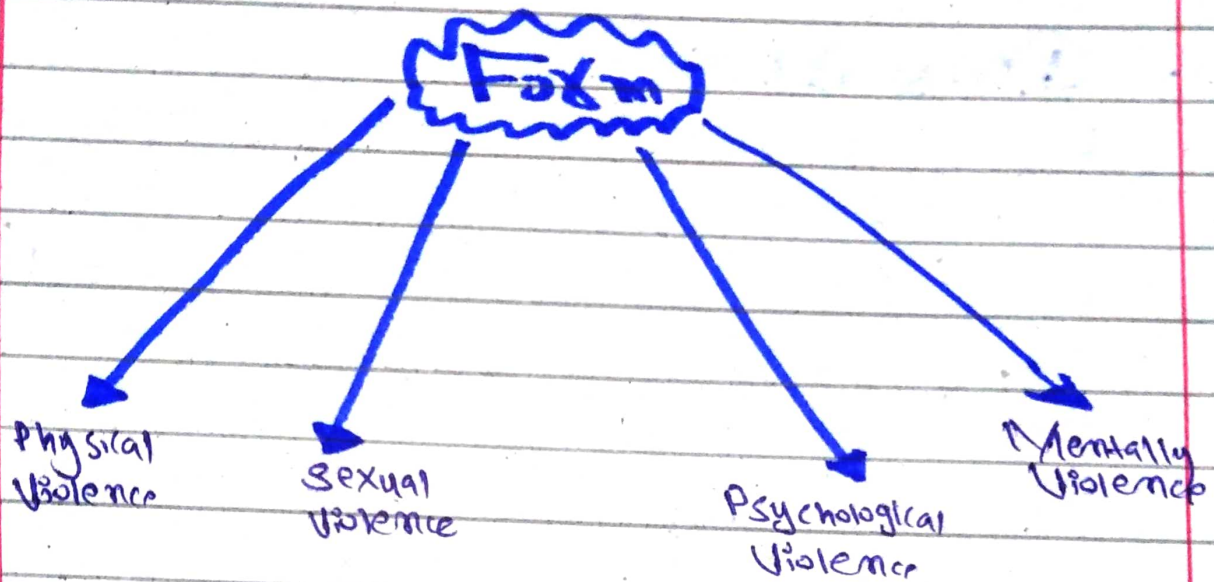 Form
Physical
Violence
Sexual
Violence
Psychological
Violence
Mentally
Violence